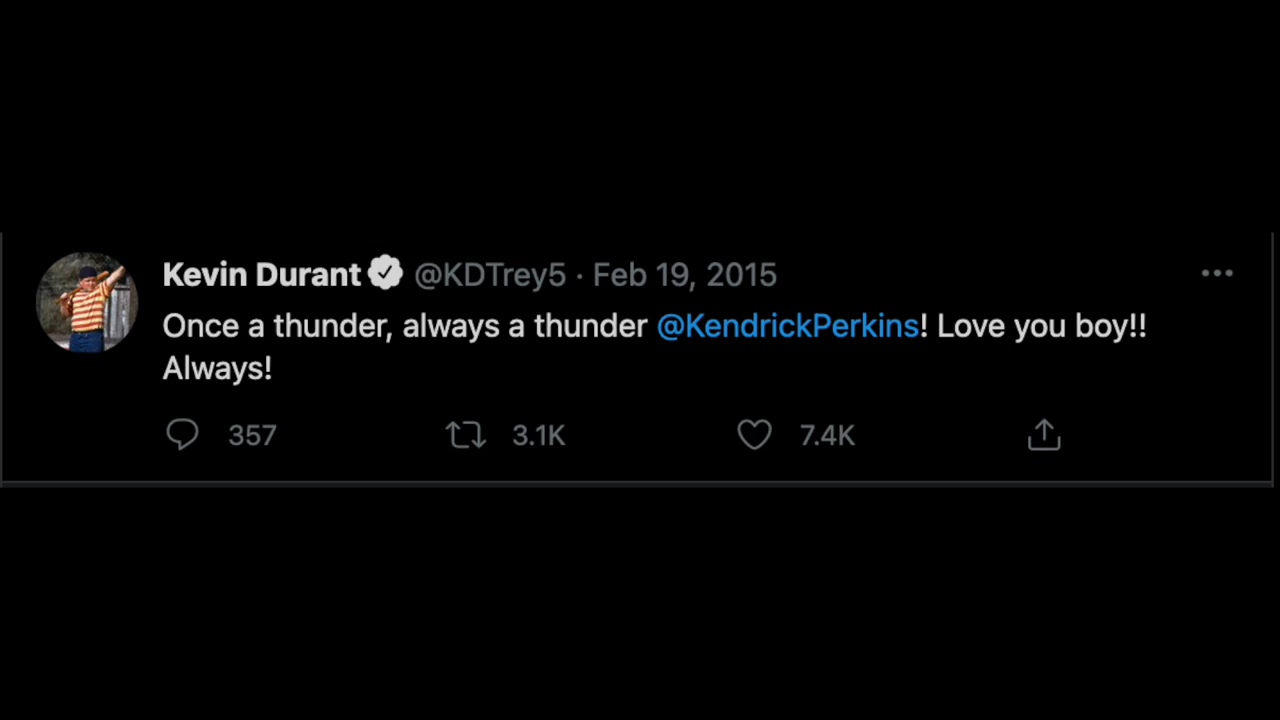 Kevin Durant @KDTrey5 · Feb 19, 2015
Once a thunder, always a thunder @KendrickPerkins! Love you boy!!
Always!
357 3.1K 7.4K